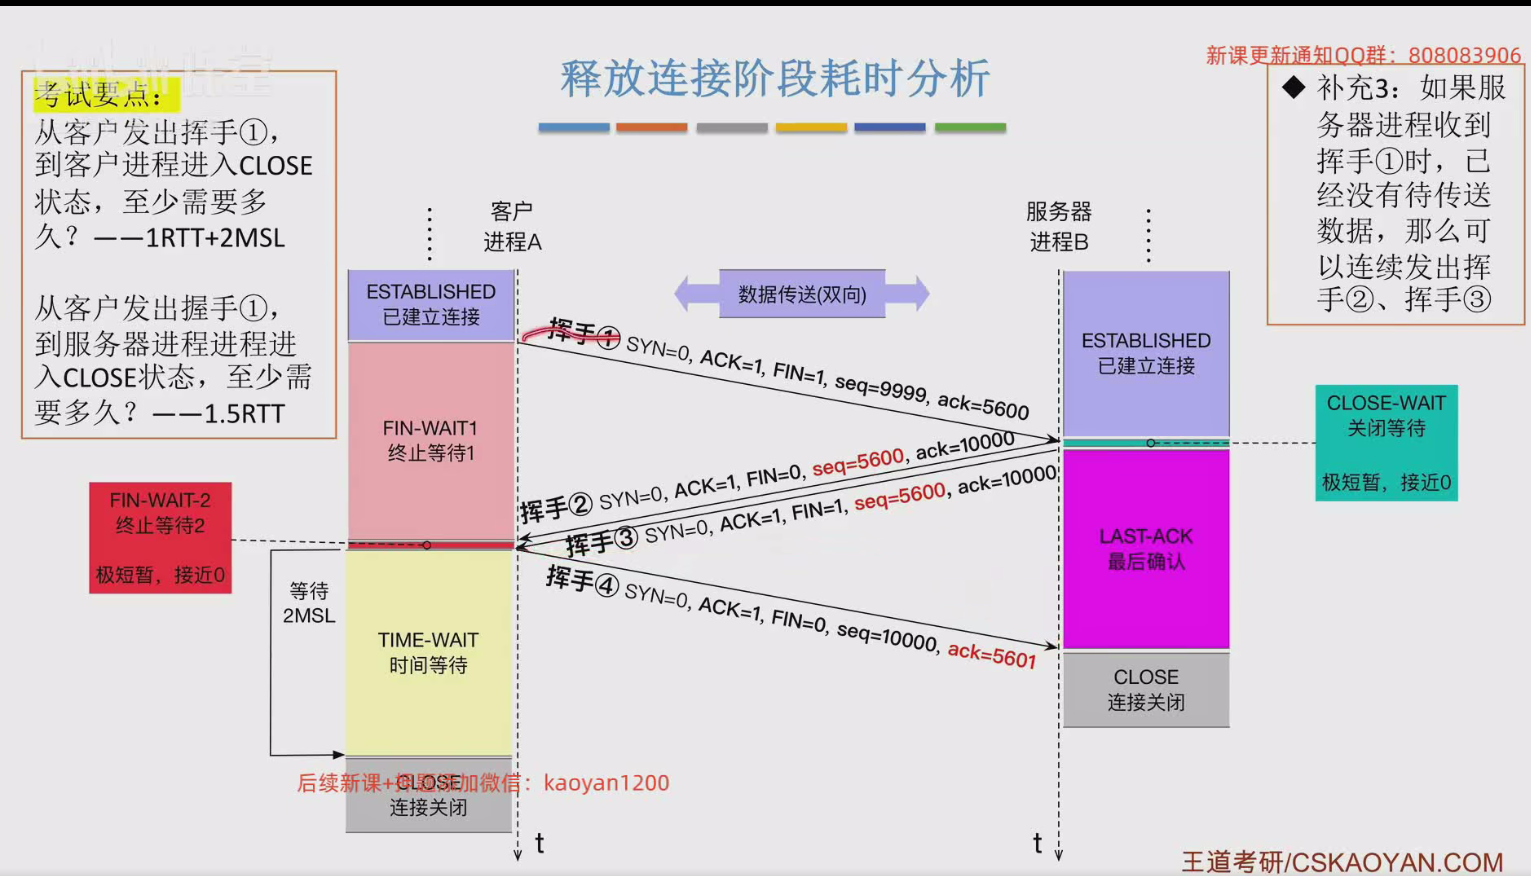 新课更新通知QQ群：808083906
释放连接阶段耗时分析
考试要点：
从客户发出挥手①，
到客户进程进入CLOSE
状态，至少需要多
久？——1RTT+2MSL
从客户发出握手①，
到服务器进程进程进
入CLOSE状态，至少需
要多久？——1.5RTT
◆ 补充3：如果服
务器进程收到
挥手①时，已
经没有待传送
数据，那么可
以连续发出挥
手②、挥手③
客户
进程A
服务器
进程B
ESTABLISHED
已建立连接
数据传送(双向)
ESTABLISHED
已建立连接
挥手① SYN=0, ACK=1, FIN=1, seq=9999, ack=5600
FIN-WAIT1
终止等待1
CLOSE-WAIT
关闭等待
极短暂，接近0
挥手② SYN=0, ACK=1, FIN=0, seq=5600, ack=10000
挥手③ SYN=0, ACK=1, FIN=1, seq=5600, ack=10000
FIN-WAIT-2
终止等待2
极短暂，接近0
LAST-ACK
最后确认
挥手④ SYN=0, ACK=1, FIN=0, seq=10000, ack=5601
等待
2MSL
TIME-WAIT
时间等待
CLOSE
连接关闭
后续新课+押题添加微信：kaoyan1200
CLOSE
连接关闭
t
t
王道考研/CSKAOYAN.COM